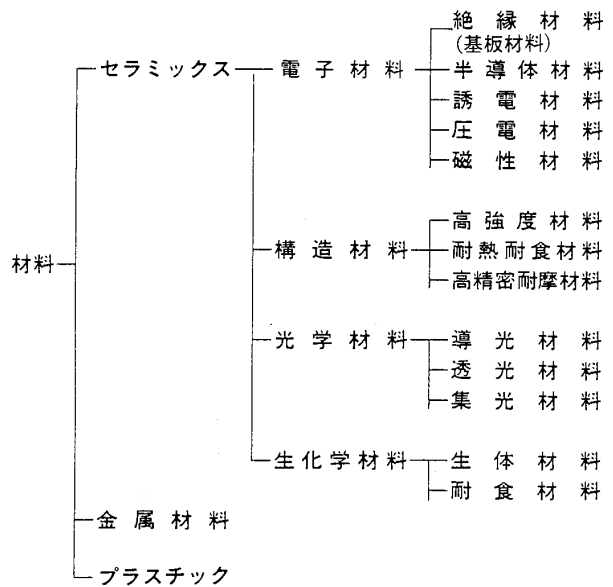 絶縁材料
(基板材料)
セラミックス 電子材料 半導体材料
誘電材料
圧電材料
磁性材料
高強度材料
材料 構造材料 耐熱耐食材料
高精密耐摩材料
光学材料 導光材料
透光材料
集光材料
生化学材料 生体材料
耐食材料
金属材料
プラスチック